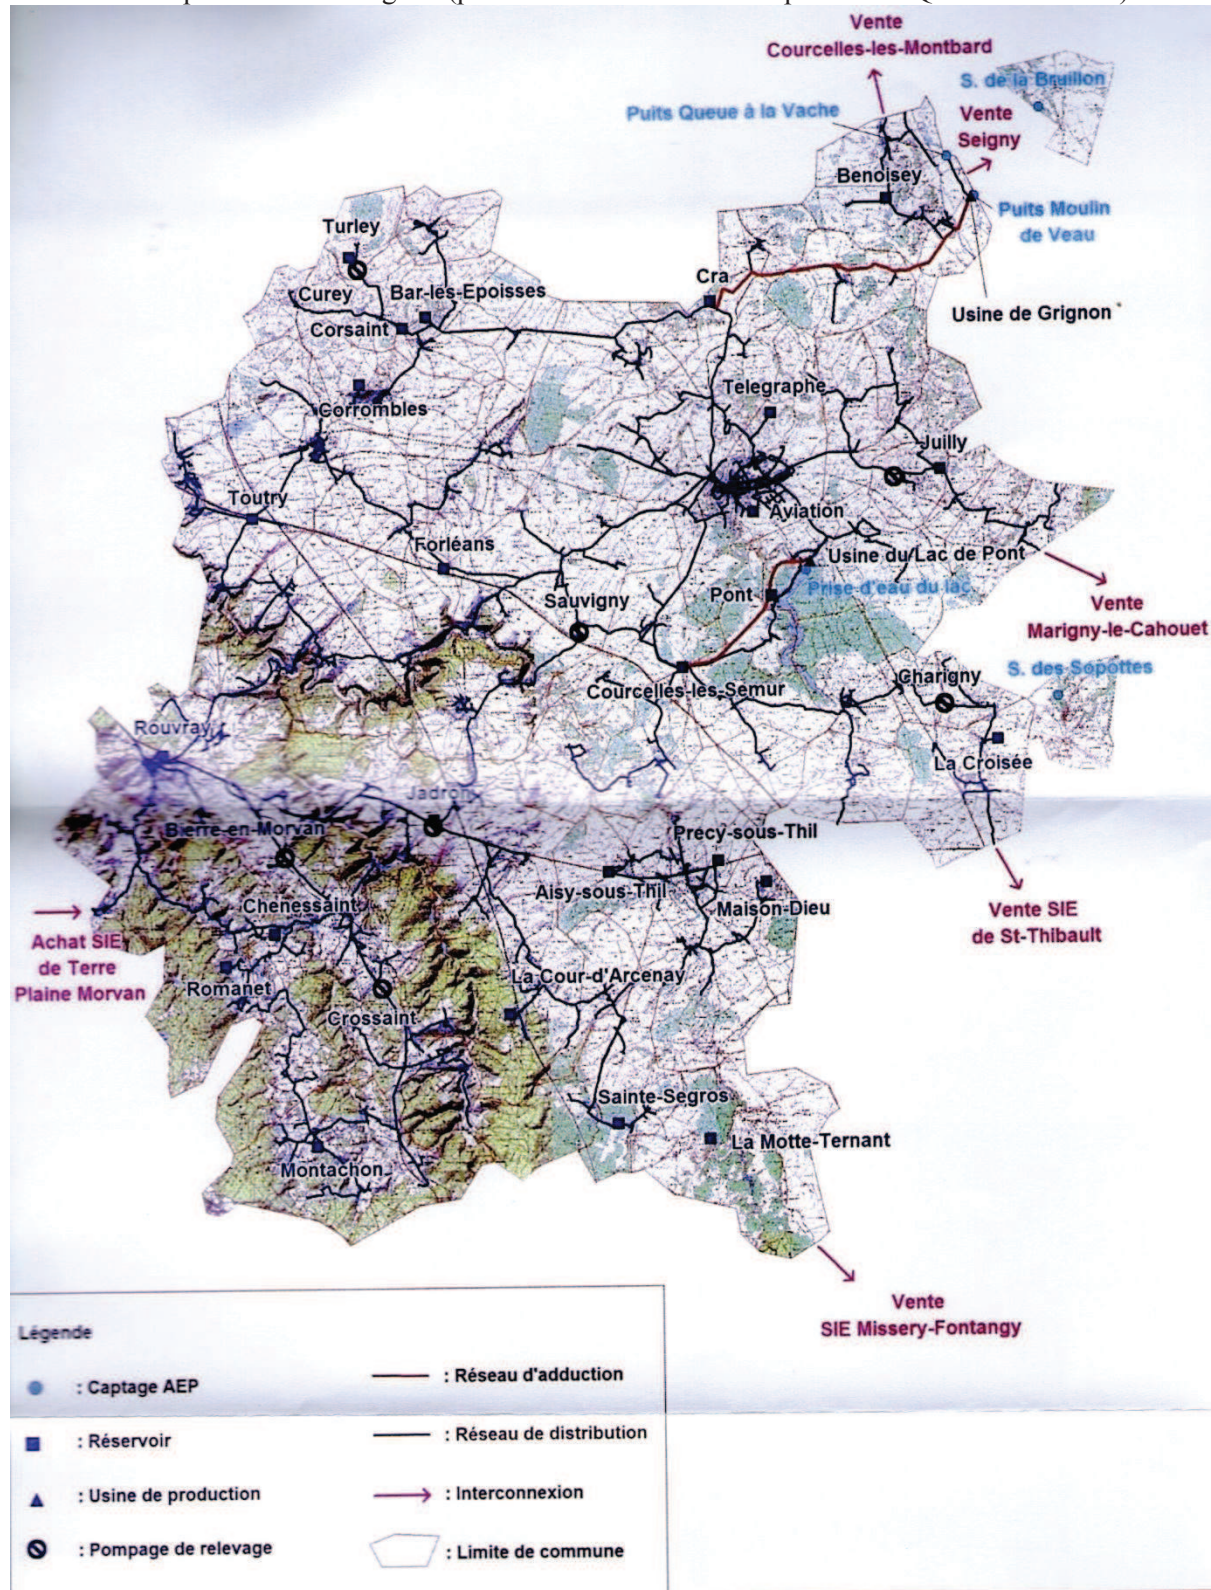 Vente
Courcelles-les-Montbard
S. de la Bruillon
Puits Queue à la Vache
Vente
Seigny
Benoisey
Puits Moulin
de Veau
Turley
Cra
Curey
Bar-les-Epoisses
Usine de Grignon
Corsaint
Télégraphe
Corrombles
Juilly
Toutry
Aviation
Forléans
Usine du Lac de Pont
Prise d'eau du lac
Sauvigny
Pont
Vente
Marigny-le-Cahouet
S. des Sopottes
Courcelles-les-Semur
Charigny
Rouvray
La Croisée
Jadron
Bierre-en-Morvan
Précy-sous-Thil
Aisy-sous-Thil
Chenessaint
Maison-Dieu
Vente SIE
de St-Thibault
Achat SIE
de Terre
Plaine Morvan
Romanet
La Cour-d'Arcenay
Crossaint
Sainte-Segros
La Motte-Ternant
Montachon
Vente
SIE Missery-Fontangy
Légende
: Captage AEP
: Réseau d'adduction
: Réservoir
: Réseau de distribution
: Usine de production
: Interconnexion
: Pompage de relevage
: Limite de commune